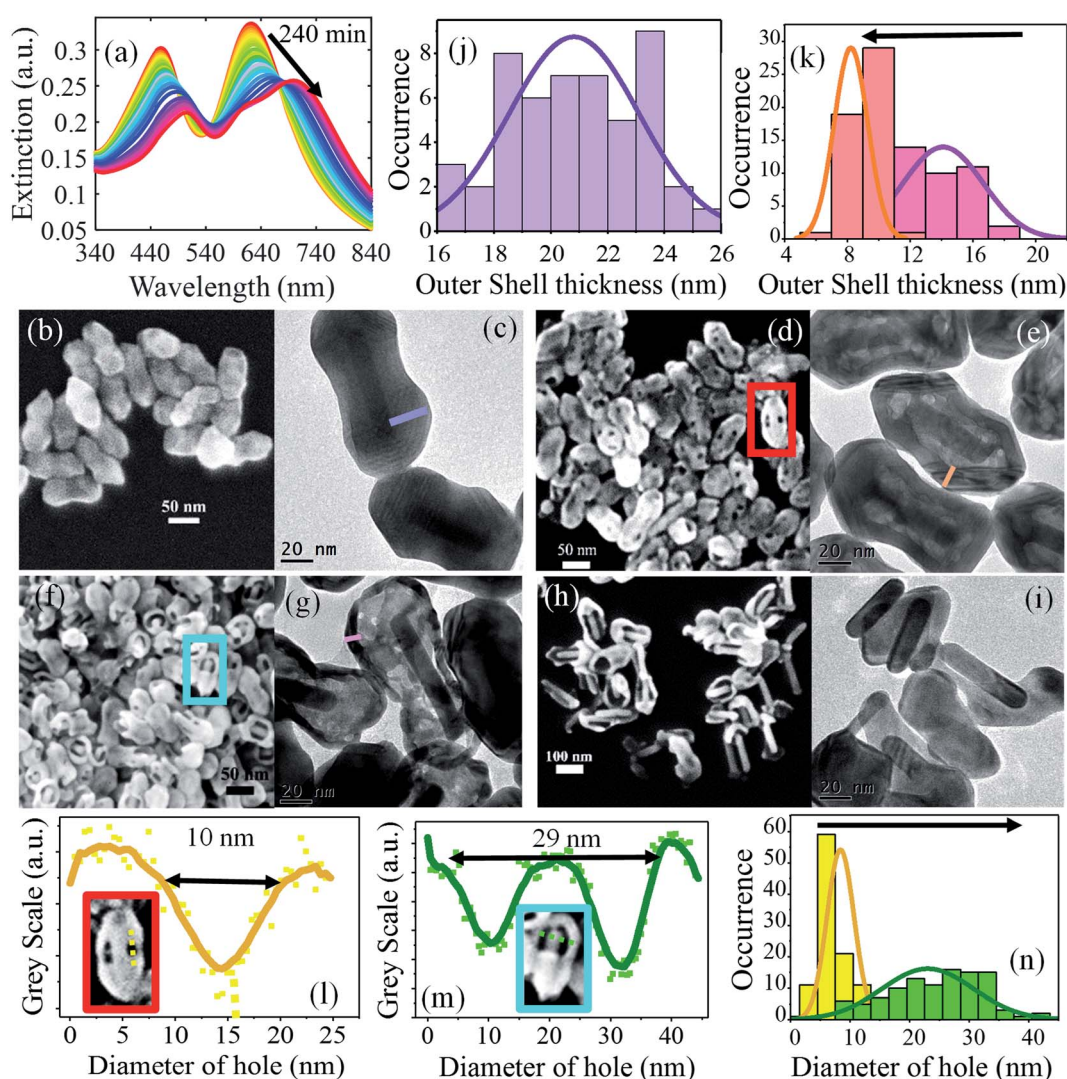 (a)
240 min
Extinction (a.u.)
0.3
0.25
0.2
0.15
0.1
0.05
340 440 540 640 740 840
Wavelength (nm)
(j)
Occurrence
8
6
4
2
0
16 18 20 22 24 26
Outer Shell thickness (nm)
(k)
Occurrence
30
25
20
15
10
5
0
8 12 16 20
Outer Shell thickness (nm)
(b)
50 nm
(c)
20 nm
(d)
50 nm
(e)
20 nm
(f)
50 nm
(g)
20 nm
(h)
100 nm
(i)
20 nm
10 nm
Grey Scale (a.u.)
(l)
0 5 10 15 20 25
Diameter of hole (nm)
29 nm
Grey Scale (a.u.)
(m)
0 10 20 30 40
Diameter of hole (nm)
Occurrence
60
50
40
30
20
10
0
(n)
0 10 20 30 40
Diameter of hole (nm)